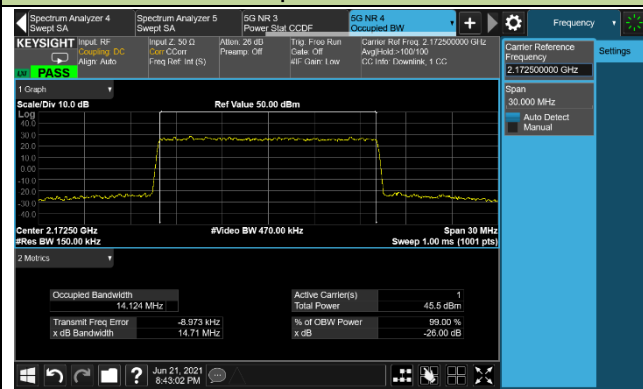 Spectrum Analyzer 4
Swept SA
Spectrum Analyzer 5
Swept SA
5G NR 3
Power Stat CCDF
5G NR 4
Occupied BW
Frequency
KEYSIGHT
Input: RF
Coupling: DC
Align: Auto
Input Z: 50 Ω
Corr CCorr
Freq Ref: Int (S)
Atten: 26 dB
Preamp: Off
Trig: Free Run
Gate: Off
#IF Gain: Low
Carrier Ref Freq: 2.172500000 GHz
Avg|Hold:>100/100
CC Info: Downlink, 1 CC
PASS
Carrier Reference
Frequency
2.172500000 GHz
Settings
Span
30.000 MHz
Auto Detect
Manual
1 Graph
Scale/Div 10.0 dB
Ref Value 50.00 dBm
Log
40.0
30.0
20.0
10.0
0.00
-10.0
-20.0
-30.0
-40.0
Center 2.17250 GHz
#Video BW 470.00 kHz
Span 30 MHz
#Res BW 150.00 kHz
Sweep 1.00 ms (1001 pts)
2 Metrics
Occupied Bandwidth
14.124 MHz
Active Carrier(s) 1
Total Power 45.5 dBm
Transmit Freq Error -8.973 kHz
x dB Bandwidth 14.71 MHz
% of OBW Power 99.00 %
x dB -26.00 dB
Jun 21, 2021
8:43:02 PM